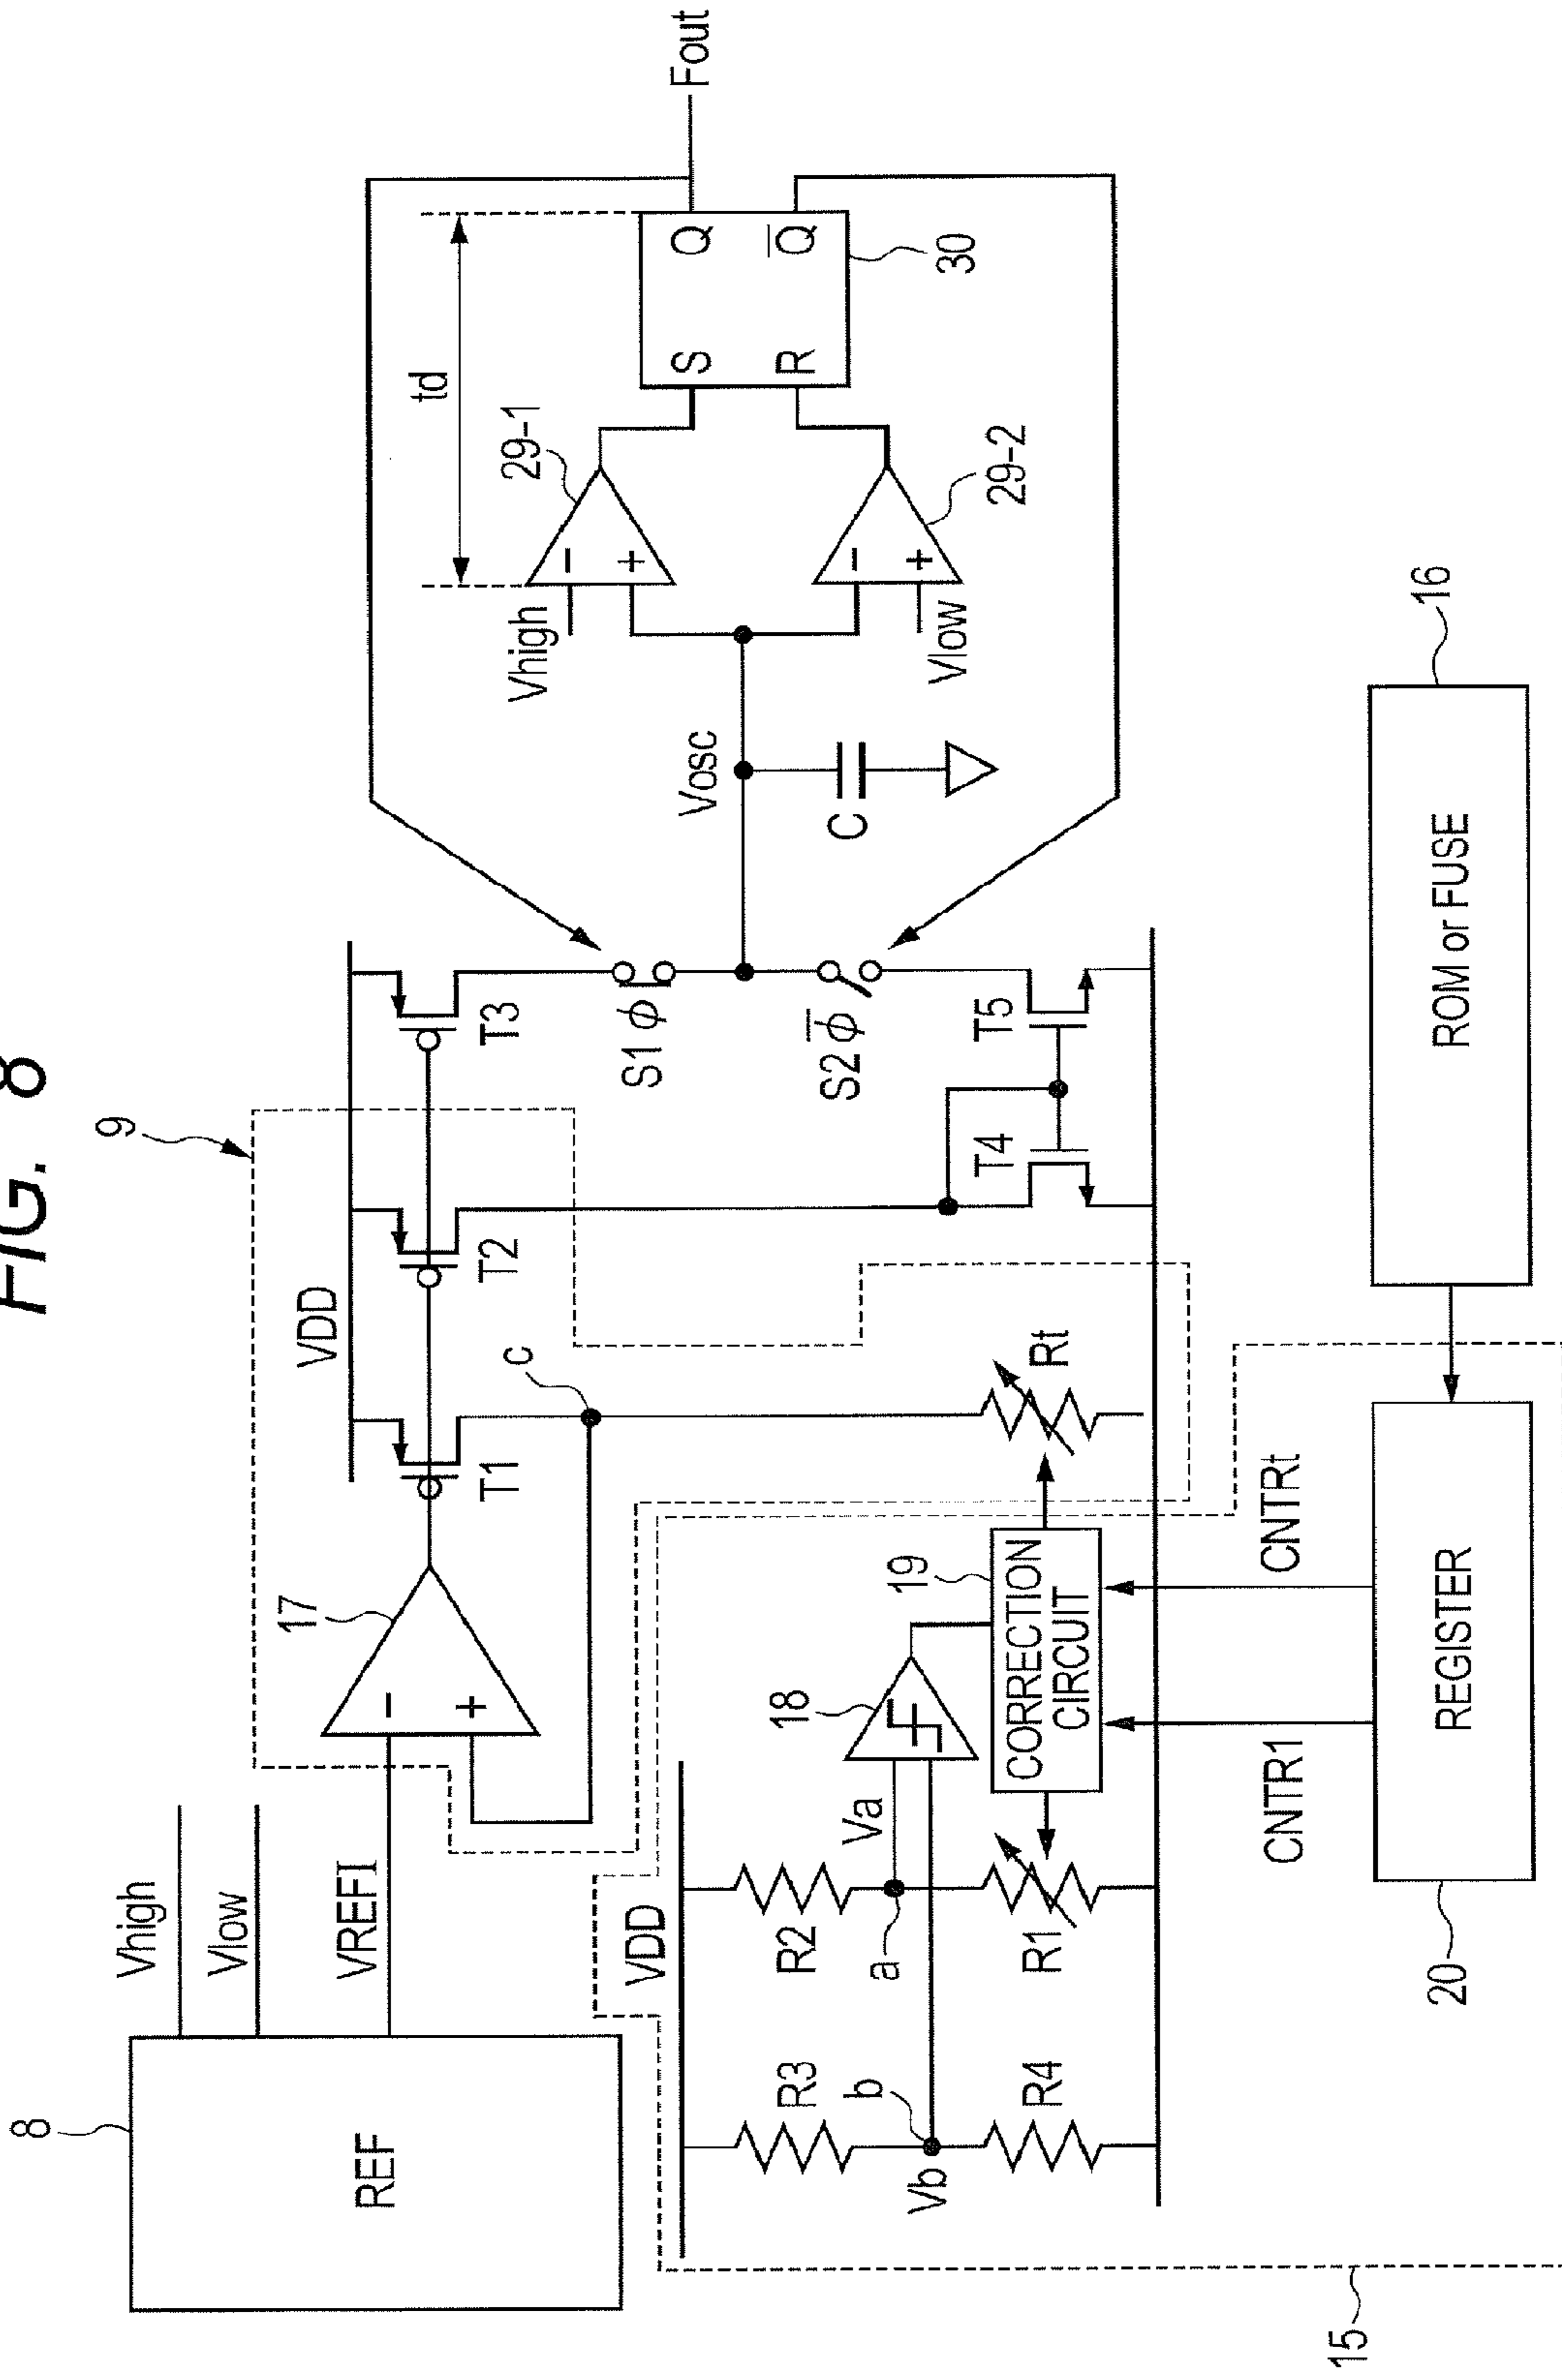 FIG. 8
8
REF
Vhigh
Vlow
VREFI
9
17
−
+
VDD
T1
T2
T3
c
Rt
T4
T5
S1 ϕ
S2 ϕ̅
Vosc
C
Vhigh
−
+
29-1
−
+
Vlow
29-2
td
S
Q
R
Q̅
30
Fout
15
VDD
R3
b
Vb
R4
R2
a
Va
R1
18
19
CORRECTION
CIRCUIT
CNTR1
CNTRt
REGISTER
20
ROM or FUSE
16